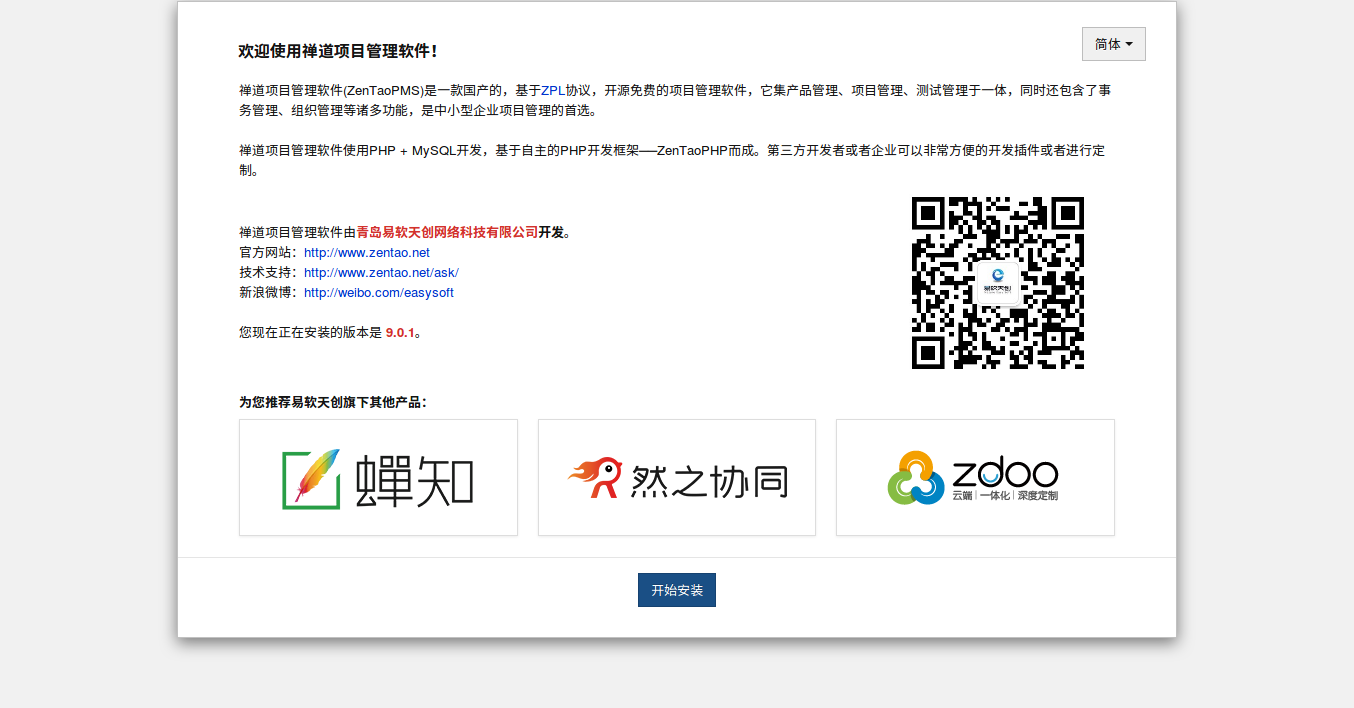 欢迎使用禅道项目管理软件！
简体
禅道项目管理软件(ZenTaoPMS)是一款国产的，基于ZPL协议，开源免费的项目管理软件，它集产品管理、项目管理、测试管理于一体，同时还包含了事
务管理、组织管理等诸多功能，是中小型企业项目管理的首选。
禅道项目管理软件使用PHP + MySQL开发，基于自主的PHP开发框架──ZenTaoPHP而成。第三方开发者或者企业可以非常方便的开发插件或者进行定
制。
禅道项目管理软件由青岛易软天创网络科技有限公司开发。
官方网站：http://www.zentao.net
技术支持：http://www.zentao.net/ask/
新浪微博：http://weibo.com/easysoft
易软天创
您现在正在安装的版本是 9.0.1。
为您推荐易软天创旗下其他产品：
蝉知
然之协同
zdoo
云端|一体化|深度定制
开始安装